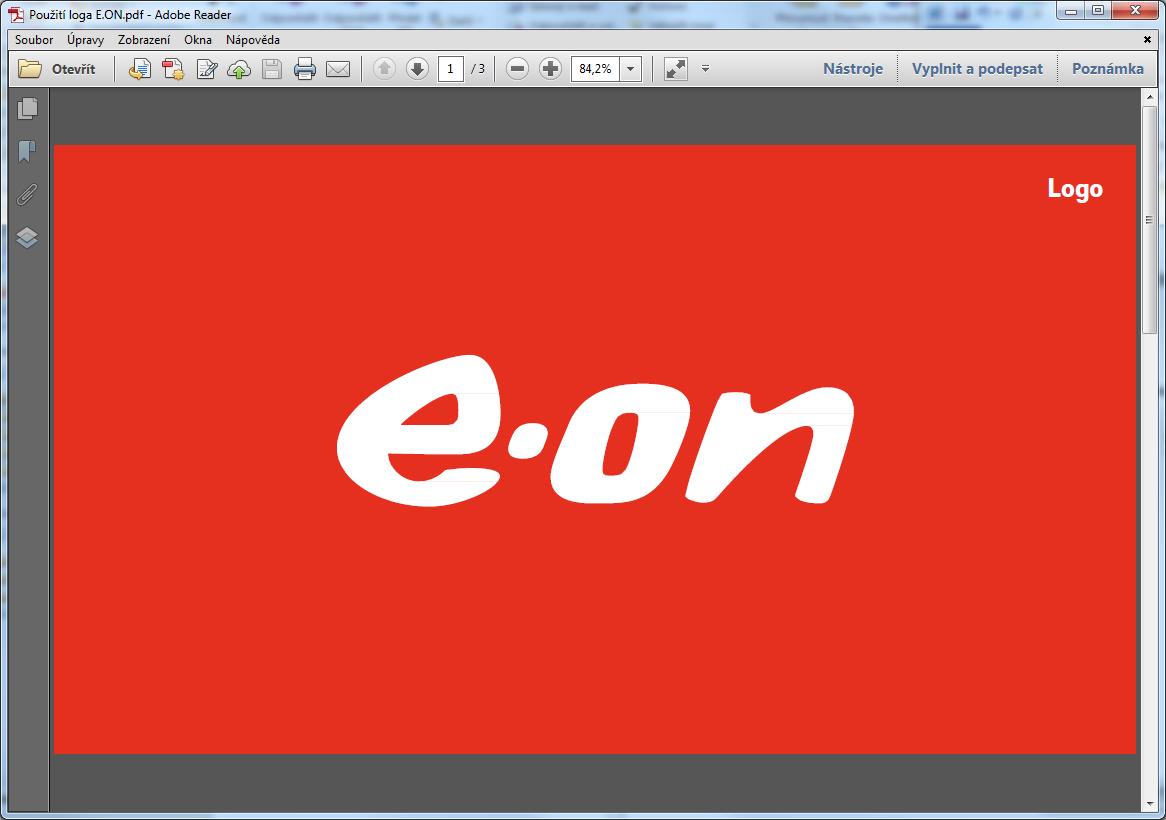 Použití loga E.ON.pdf - Adobe Reader
Soubor Úpravy Zobrazení Okna Nápověda
Otevřít 1 / 3 84,2% Nástroje Vyplnit a podepsat Poznámka
Logo
e·on